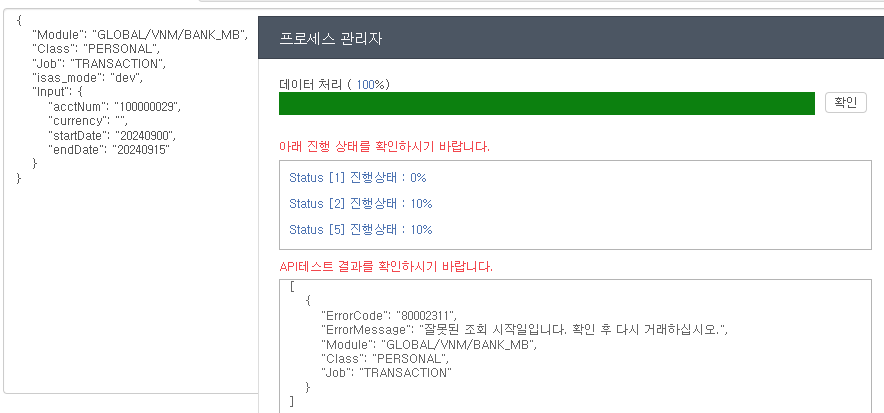 {
"Module": "GLOBAL/VNM/BANK_MB",
"Class": "PERSONAL",
"Job": "TRANSACTION",
"isas_mode": "dev",
"Input": {
"acctNum": "100000029",
"currency": "",
"startDate": "20240900",
"endDate": "20240915"
}
}
프로세스 관리자
데이터 처리 ( 100%)
확인
아래 진행 상태를 확인하시기 바랍니다.
Status [1] 진행상태 : 0%
Status [2] 진행상태 : 10%
Status [5] 진행상태 : 10%
API테스트 결과를 확인하시기 바랍니다.
[
{
"ErrorCode": "80002311",
"ErrorMessage": "잘못된 조회 시작일입니다. 확인 후 다시 거래하십시오.",
"Module": "GLOBAL/VNM/BANK_MB",
"Class": "PERSONAL",
"Job": "TRANSACTION"
}
]